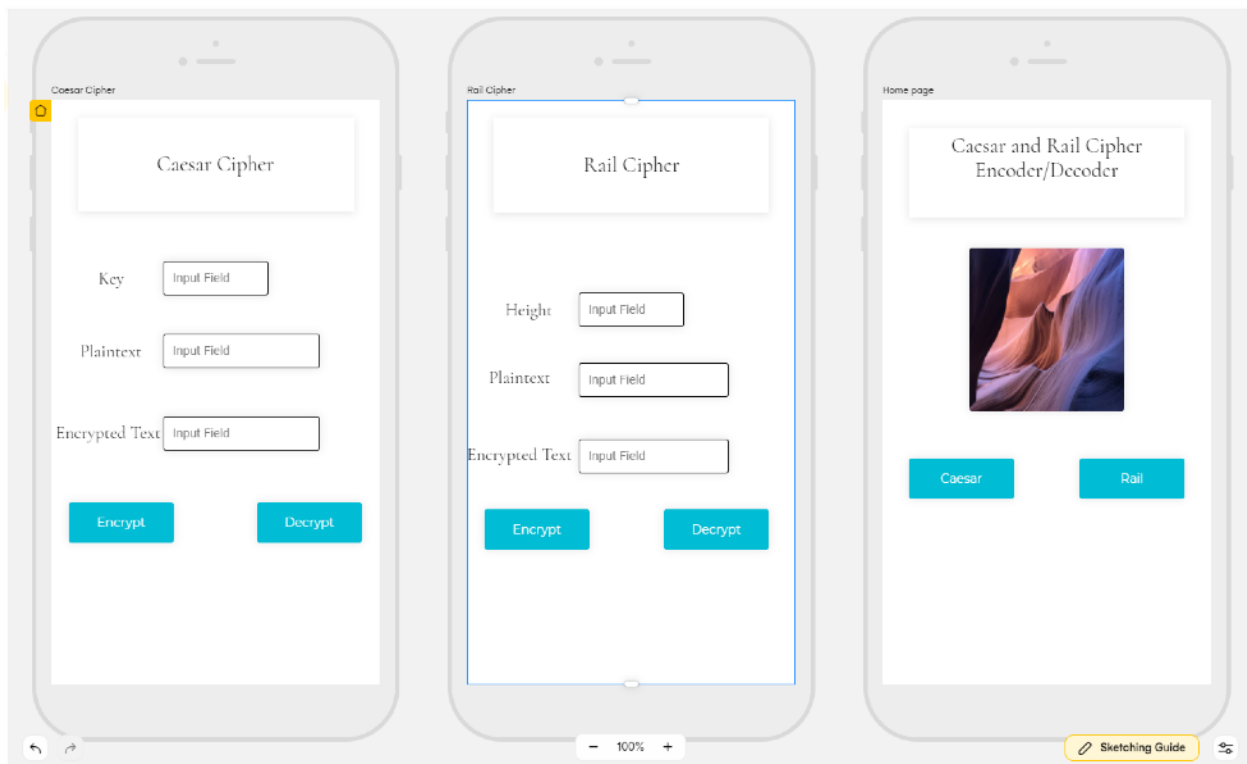 Caesar Cipher
Caesar Cipher
Key
Input Field
Plaintext
Input Field
Encrypted Text
Input Field
Encrypt
Decrypt
Rail Cipher
Rail Cipher
Height
Input Field
Plaintext
Input Field
Encrypted Text
Input Field
Encrypt
Decrypt
Home page
Caesar and Rail Cipher
Encoder/Decoder
Caesar
Rail
− 100% +
Sketching Guide